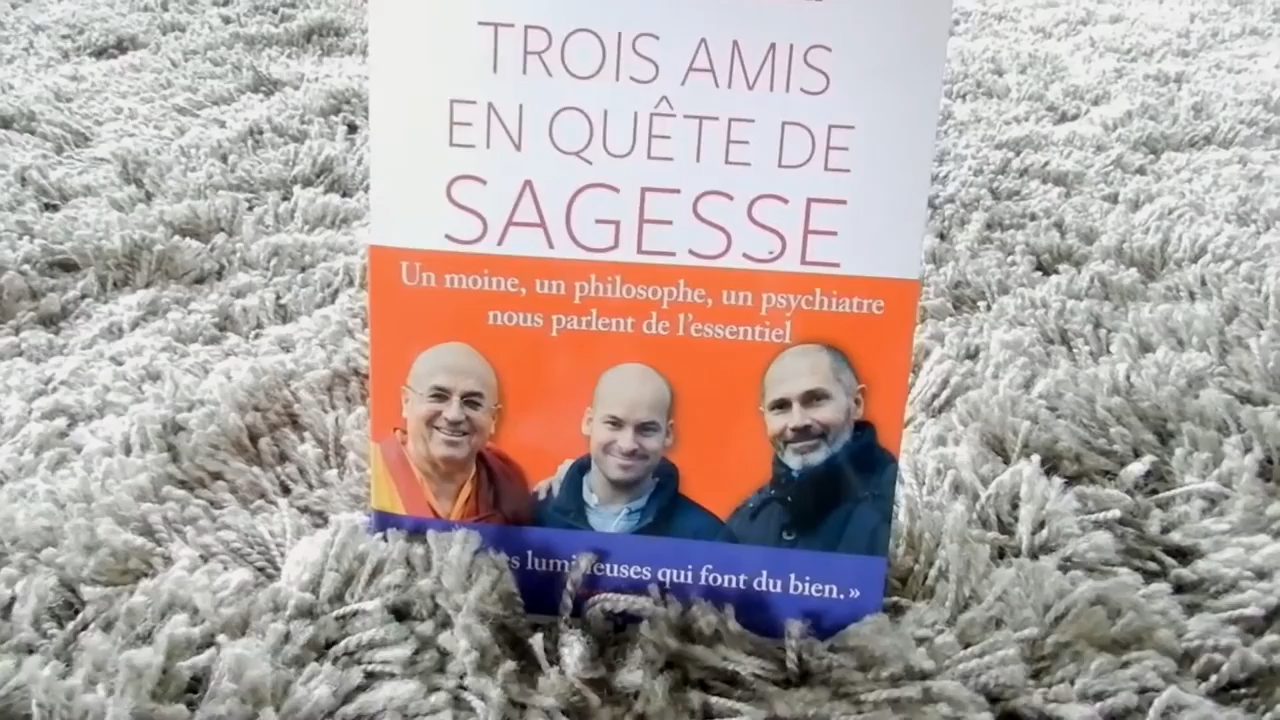 TROIS AMIS
EN QUÊTE DE
SAGESSE
Un moine, un philosophe, un psychiatre
nous parlent de l'essentiel
qui font du bien.»